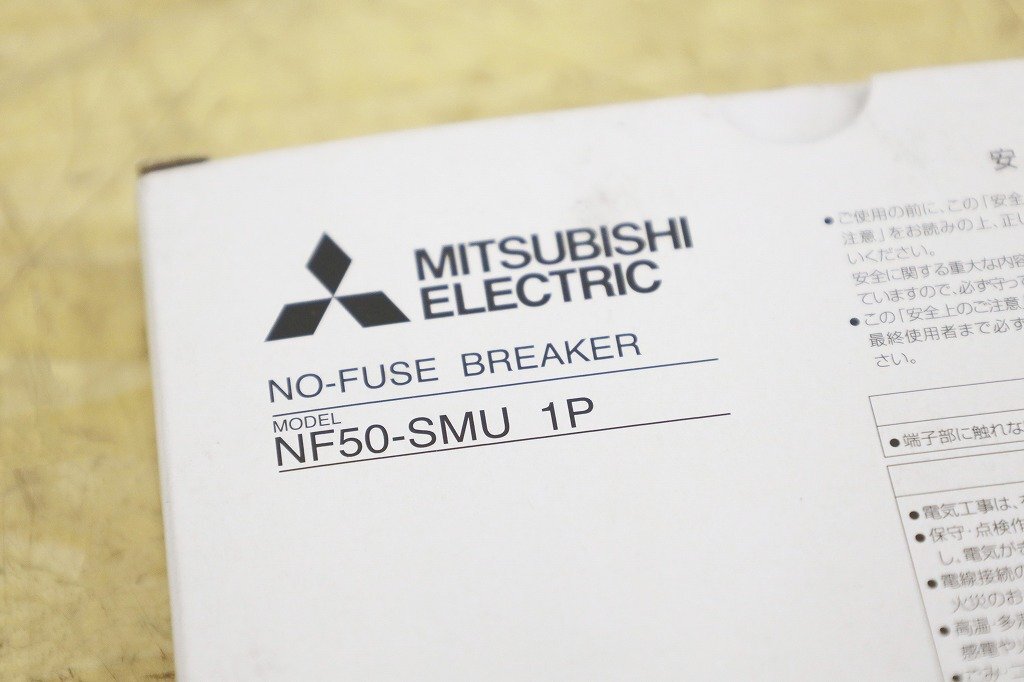 MITSUBISHI
ELECTRIC
NO-FUSE BREAKER
MODEL
NF50-SMU 1P
安
●ご使用の前に、この「安全
注意」をお読みの上、正し
いください。
安全に関する重大な内容
ていますので、必ず守って
●この「安全上のご注意
最終使用者まで必ず
さい。
●端子部に触れな
●電気工事は、
●保守・点検作
し、電気が
●電線接続の
火災のお
●高温・多湿
感電や